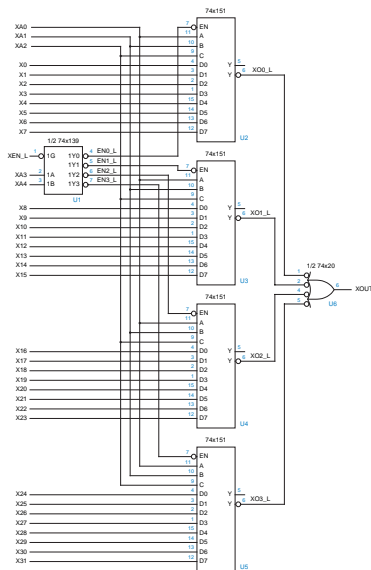 74x151
XA0
XA1
XA2
7 EN
11 A
10 B
9 C
X0 4 D0 Y 5
X1 3 D1 Y 6 XO0_L
X2 2 D2
X3 1 D3
X4 15 D4
X5 14 D5
X6 13 D6
X7 12 D7
U2
1/2 74x139
XEN_L 1 1G 1Y0 4 EN0_L
1Y1 5 EN1_L
XA3 2 1A 1Y2 6 EN2_L
XA4 3 1B 1Y3 7 EN3_L
U1
74x151
7 EN
11 A
10 B
9 C
X8 4 D0 Y 5
X9 3 D1 Y 6 XO1_L
X10 2 D2
X11 1 D3
X12 15 D4
X13 14 D5
X14 13 D6
X15 12 D7
U3
1/2 74x20
1
2
4
5
6 XOUT
U6
74x151
7 EN
11 A
10 B
9 C
X16 4 D0 Y 5
X17 3 D1 Y 6 XO2_L
X18 2 D2
X19 1 D3
X20 15 D4
X21 14 D5
X22 13 D6
X23 12 D7
U4
74x151
7 EN
11 A
10 B
9 C
X24 4 D0 Y 5
X25 3 D1 Y 6 XO3_L
X26 2 D2
X27 1 D3
X28 15 D4
X29 14 D5
X30 13 D6
X31 12 D7
U5